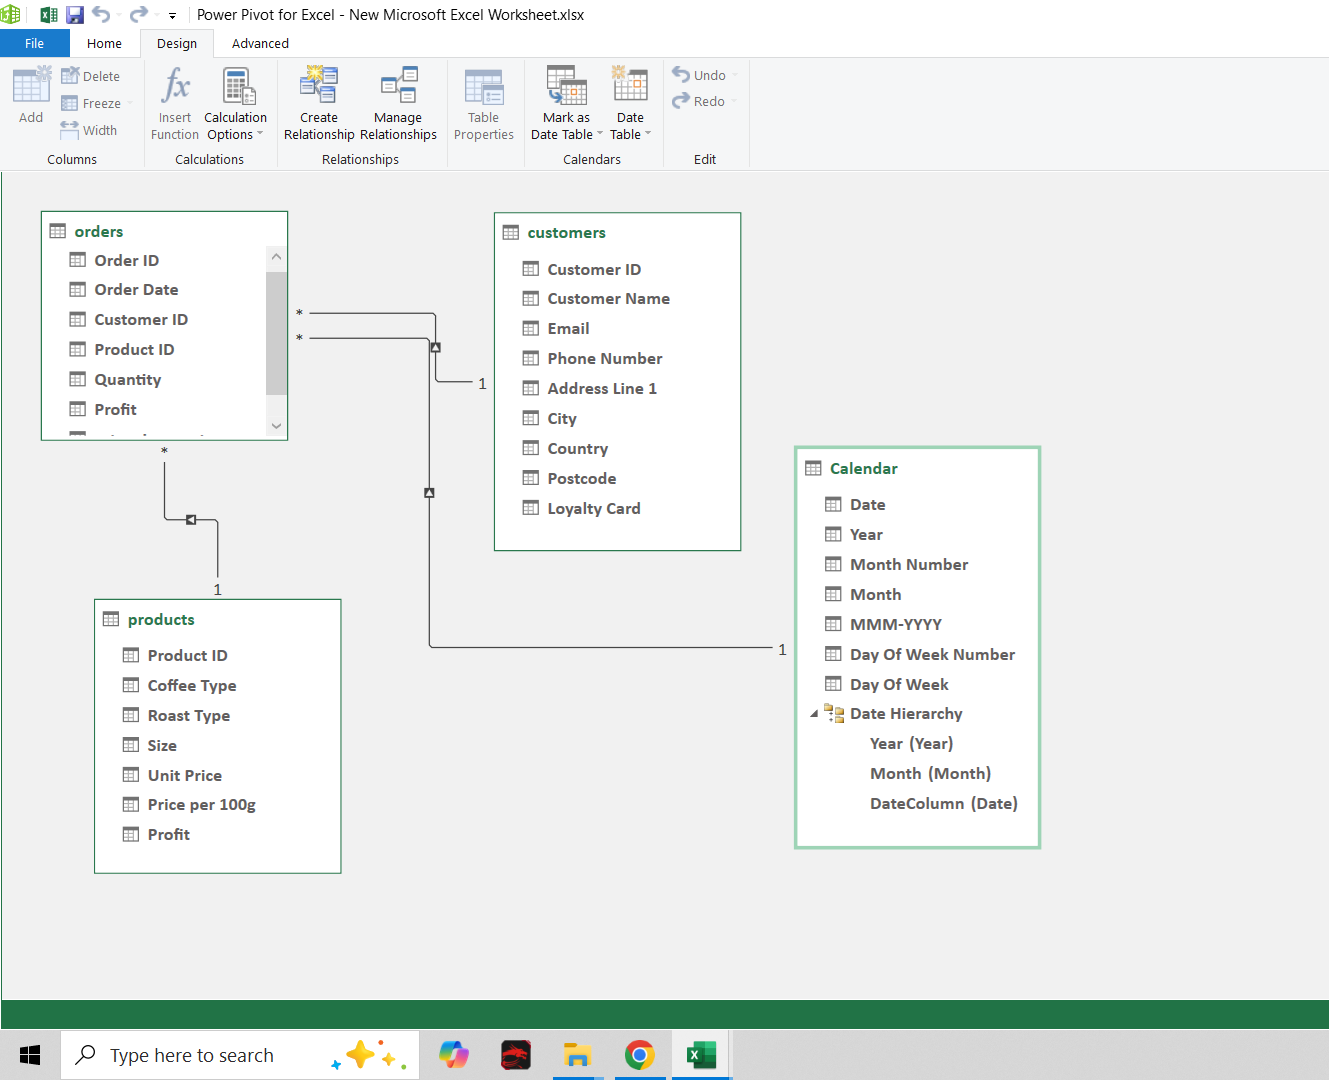 Power Pivot for Excel - New Microsoft Excel Worksheet.xlsx
File Home Design Advanced
Add
Delete
Freeze
Width
Columns
Insert
Function
Calculation
Options
Calculations
Create
Relationship
Manage
Relationships
Relationships
Table
Properties
Mark as
Date Table
Date
Table
Calendars
Undo
Redo
Edit
orders
Order ID
Order Date
Customer ID
Product ID
Quantity
Profit
*
*
1
customers
Customer ID
Customer Name
Email
Phone Number
Address Line 1
City
Country
Postcode
Loyalty Card
*
1
products
Product ID
Coffee Type
Roast Type
Size
Unit Price
Price per 100g
Profit
1
Calendar
Date
Year
Month Number
Month
MMM-YYYY
Day Of Week Number
Day Of Week
Date Hierarchy
Year (Year)
Month (Month)
DateColumn (Date)
Type here to search